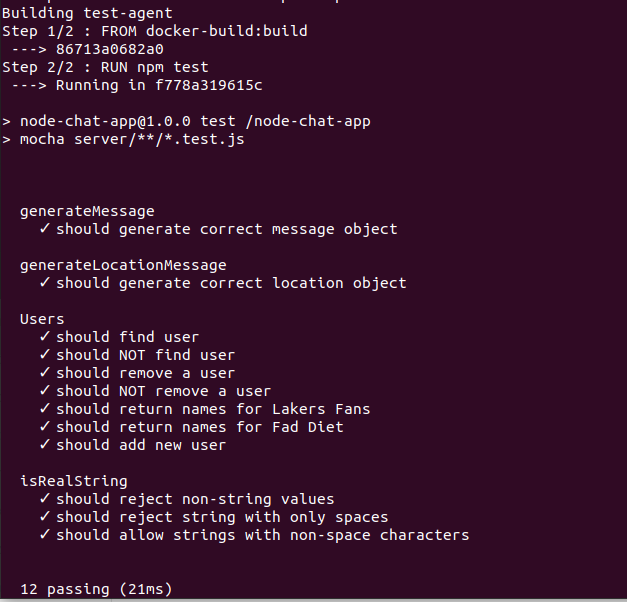 Building test-agent
Step 1/2 : FROM docker-build:build
 ---> 86713a0682a0
Step 2/2 : RUN npm test
 ---> Running in f778a319615c
> node-chat-app@1.0.0 test /node-chat-app
> mocha server/**/*.test.js
generateMessage
✓ should generate correct message object
generateLocationMessage
✓ should generate correct location object
Users
✓ should find user
✓ should NOT find user
✓ should remove a user
✓ should NOT remove a user
✓ should return names for Lakers Fans
✓ should return names for Fad Diet
✓ should add new user
isRealString
✓ should reject non-string values
✓ should reject string with only spaces
✓ should allow strings with non-space characters
12 passing (21ms)